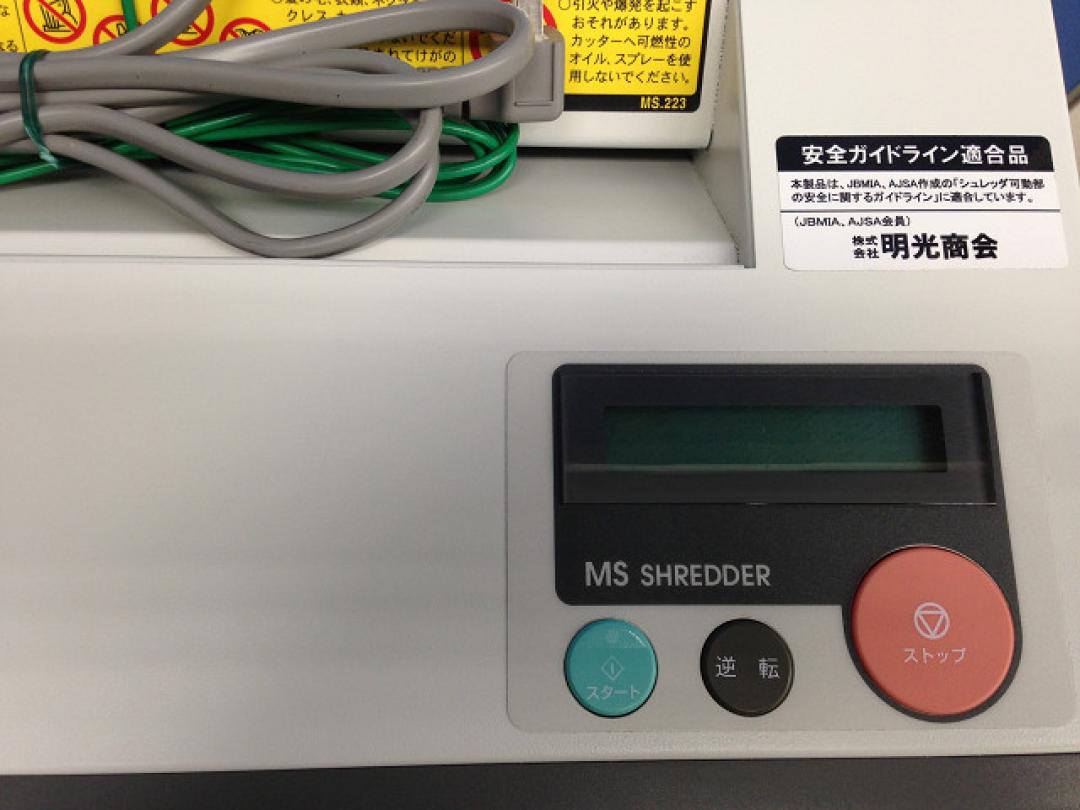 ○引火や爆発を起こす
おそれがあります。
カッターへ可燃性の
オイル、スプレーを使
用しないでください。
MS.223
安全ガイドライン適合品
本製品は、JBMIA、AJSA作成の「シュレッダ可動部
の安全に関するガイドライン」に適合しています。
(JBMIA、AJSA会員)
株式会社 明光商会
MS SHREDDER
スタート
逆 転
ストップ